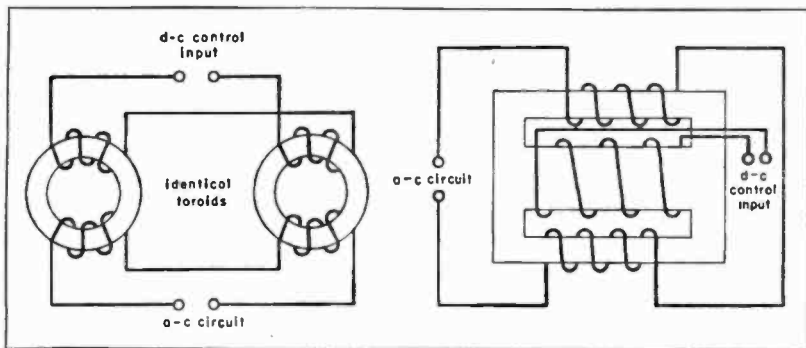 d-c control
input
identical
toroids
a-c circuit
a-c circuit
d-c
control
input